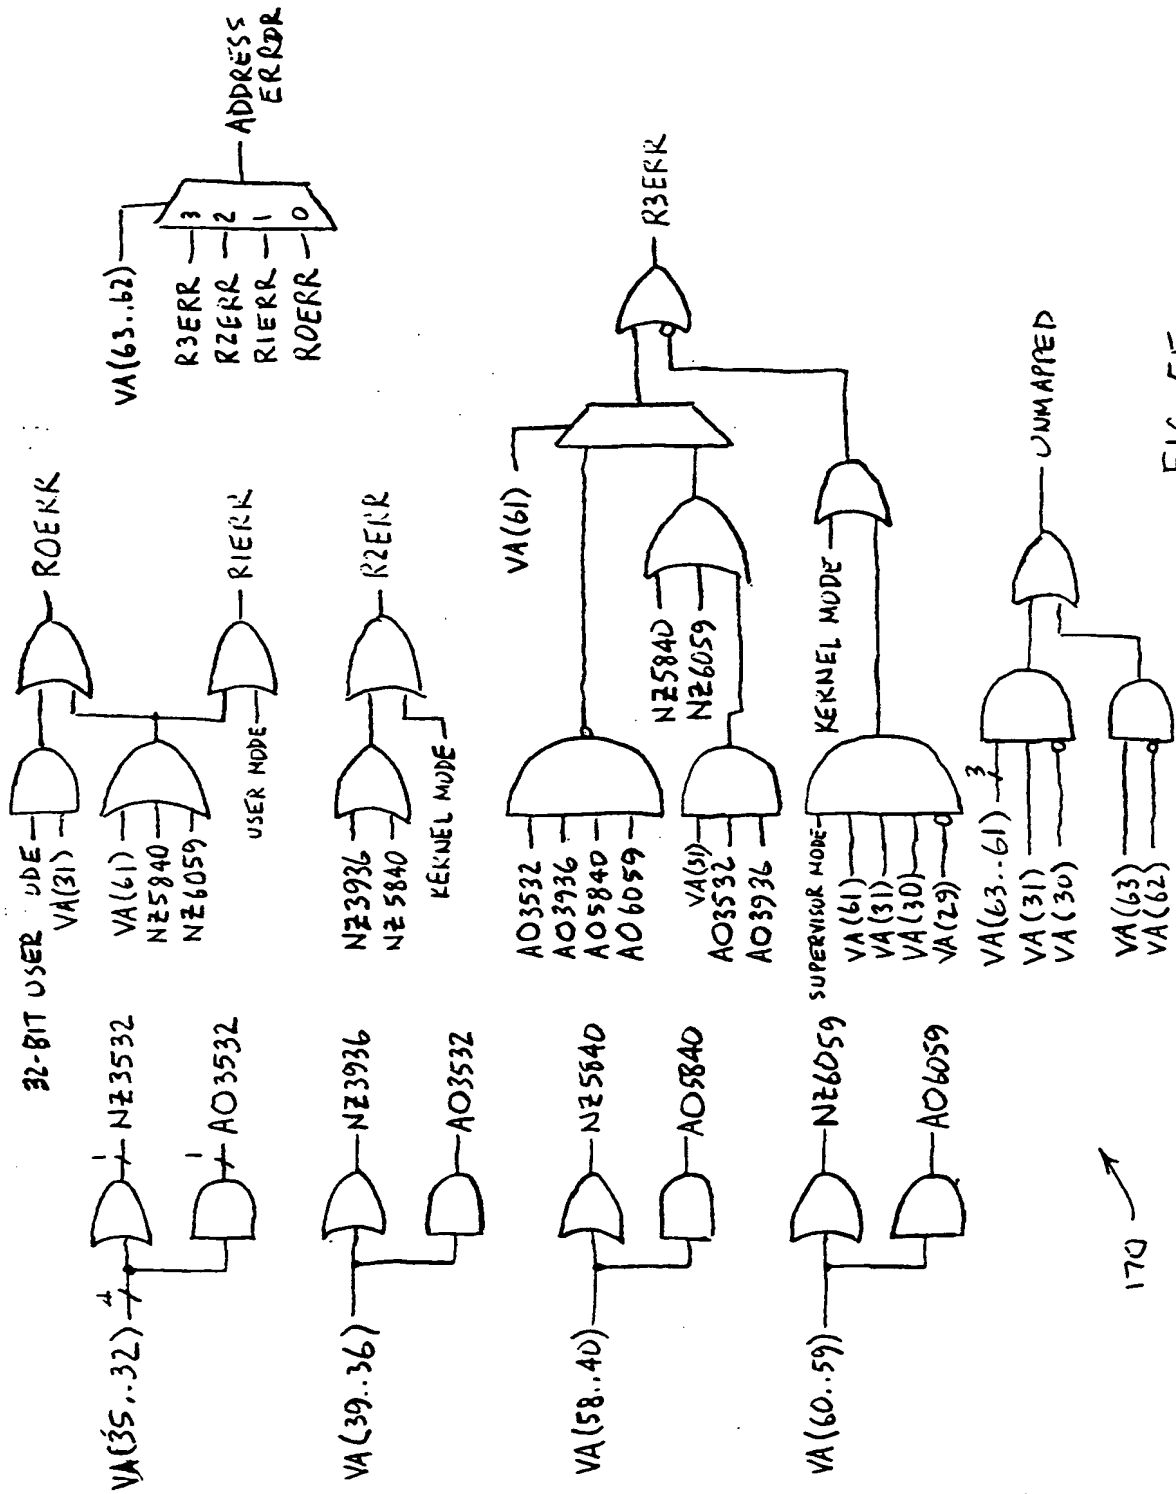 VA(35..32)
4
1
NZ3532
1
AO3532
VA(39..36)
NZ3936
AO3532
VA(58..40)
NZ5840
AO5840
VA(60..59)
NZ6059
AO6059
170
32-BIT USER UDE
VA(31)
VA(61)
NZ5840
NZ6059
USER MODE
R0ERR
R1ERR
NZ3936
NZ5840
KERNEL MODE
R2ERR
VA(63..62)
R3ERR
R2ERR
R1ERR
R0ERR
3
2
1
0
ADDRESS
ERROR
AO3532
AO3936
AO5840
AO6059
VA(31)
AO3532
AO3936
NZ5840
NZ6059
VA(61)
R3ERR
SUPERVISOR MODE
VA(61)
VA(31)
VA(30)
VA(29)
KERNEL MODE
VA(63..61)
3
VA(31)
VA(30)
VA(63)
VA(62)
UNMAPPED